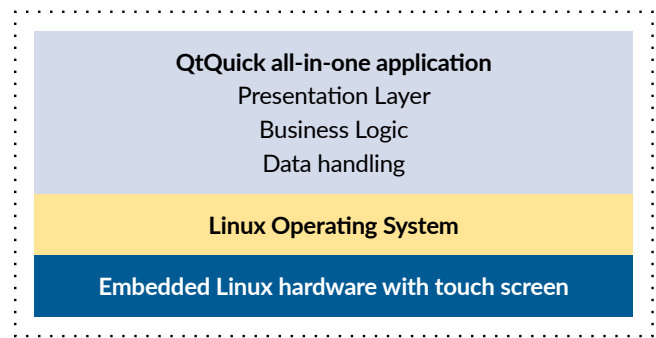 QtQuick all-in-one application
Presentation Layer
Business Logic
Data handling
Linux Operating System
Embedded Linux hardware with touch screen